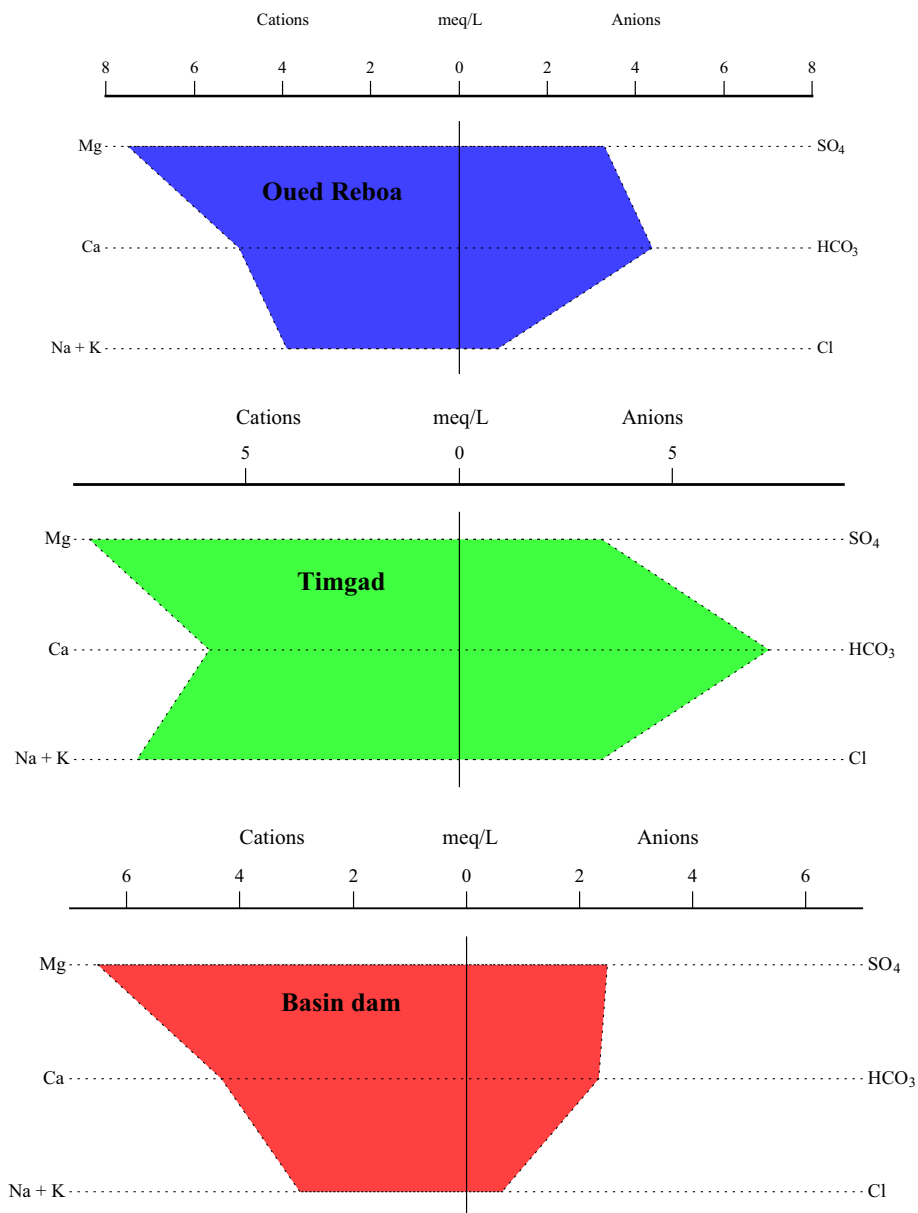 Cations meq/L Anions
8 6 4 2 0 2 4 6 8
Mg SO₄
Oued Reboa
Ca HCO₃
Na + K Cl
Cations meq/L Anions
5 0 5
Mg SO₄
Timgad
Ca HCO₃
Na + K Cl
Cations meq/L Anions
6 4 2 0 2 4 6
Mg SO₄
Basin dam
Ca HCO₃
Na + K Cl